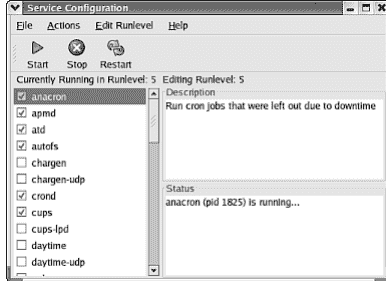 Service Configuration
File Actions Edit Runlevel Help
Start Stop Restart
Currently Running in Runlevel: 5 Editing Runlevel: 5
anacron
apmd
atd
autofs
chargen
chargen-udp
crond
cups
cups-lpd
daytime
daytime-udp
Description
Run cron jobs that were left out due to downtime
Status
anacron (pid 1825) is running...